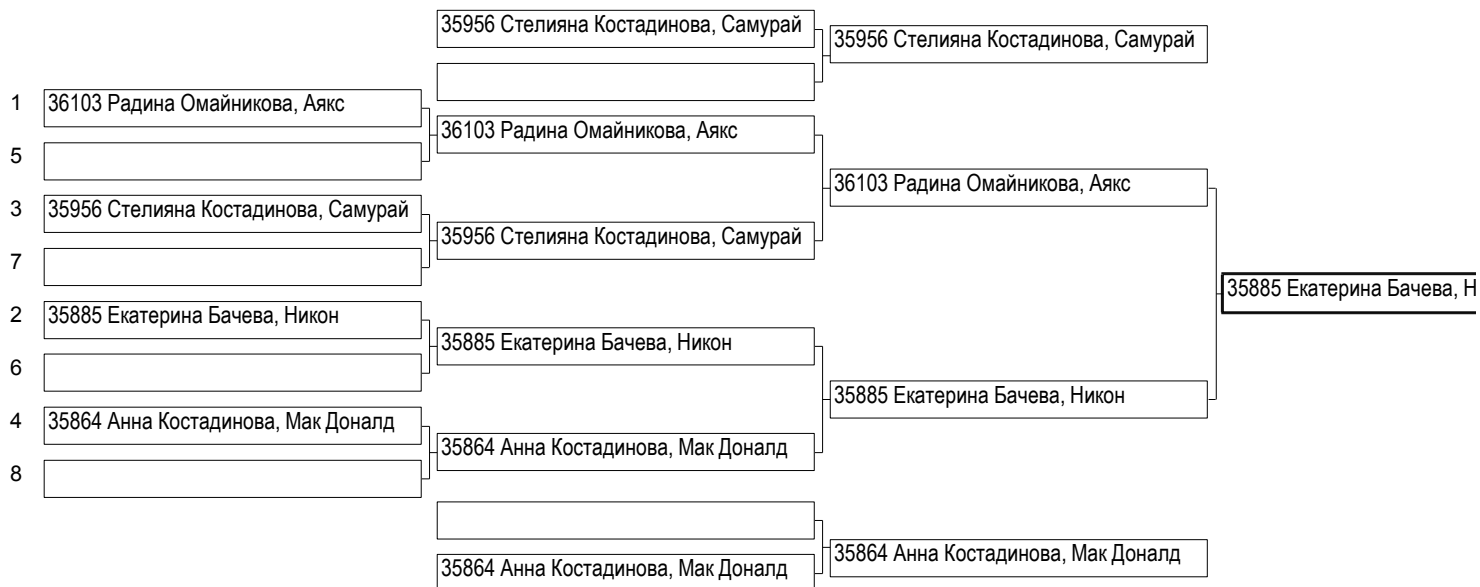 35956 Стелияна Костадинова, Самурай
35956 Стелияна Костадинова, Самурай
1 36103 Радина Омайникова, Аякс
36103 Радина Омайникова, Аякс
5
36103 Радина Омайникова, Аякс
3 35956 Стелияна Костадинова, Самурай
35956 Стелияна Костадинова, Самурай
7
35885 Екатерина Бачева, Н
2 35885 Екатерина Бачева, Никон
35885 Екатерина Бачева, Никон
6
35885 Екатерина Бачева, Никон
4 35864 Анна Костадинова, Мак Доналд
35864 Анна Костадинова, Мак Доналд
8
35864 Анна Костадинова, Мак Доналд
35864 Анна Костадинова, Мак Доналд